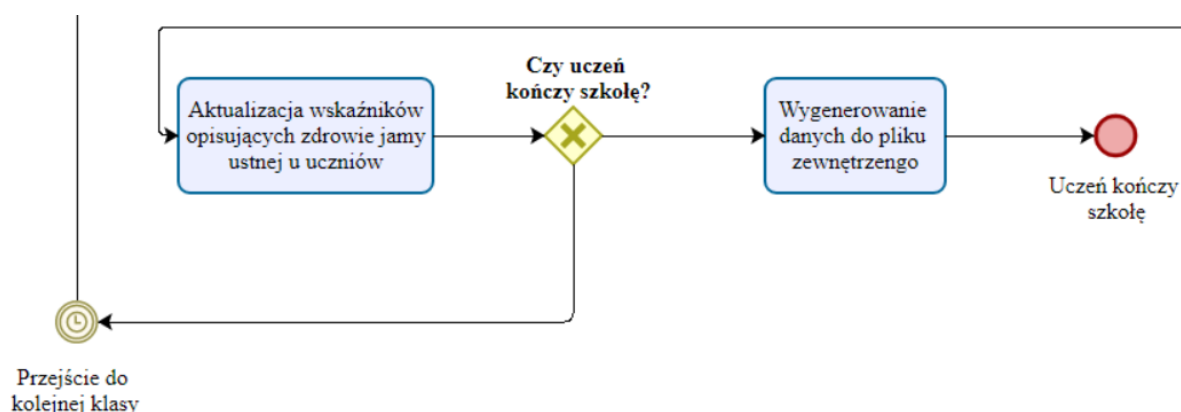 Aktualizacja wskaźników
opisujących zdrowie jamy
ustnej u uczniów
Czy uczeń
kończy szkołę?
Wygenerowanie
danych do pliku
zewnętrzengo
Uczeń kończy
szkołę
Przejście do
kolejnej klasy